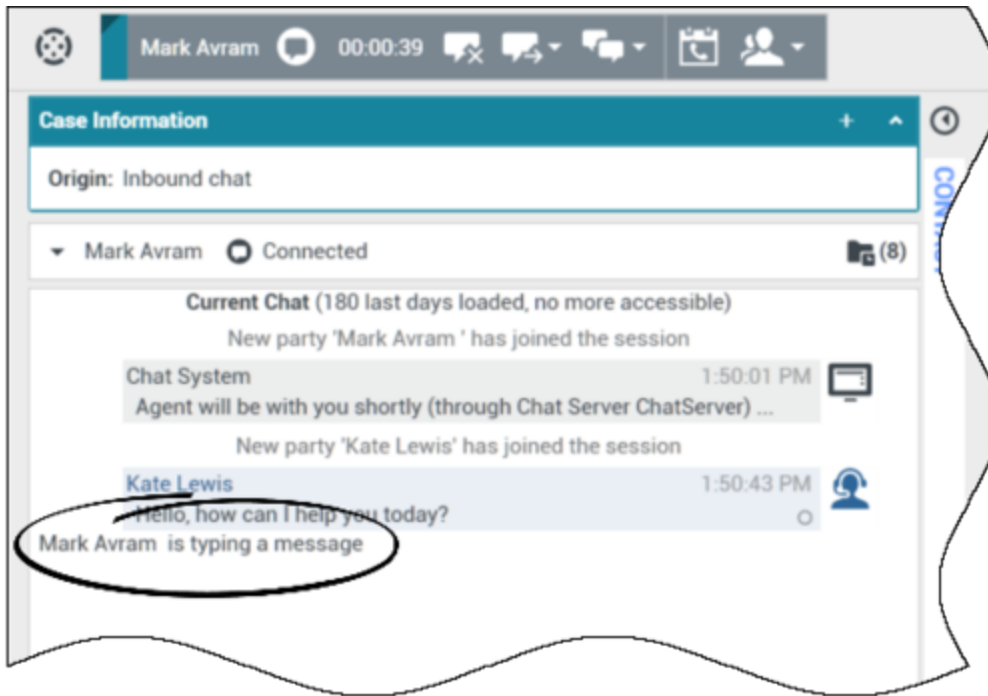 Mark Avram 00:00:39
Case Information
Origin: Inbound chat
Mark Avram Connected (8)
Current Chat (180 last days loaded, no more accessible)
New party 'Mark Avram ' has joined the session
Chat System 1:50:01 PM
Agent will be with you shortly (through Chat Server ChatServer) ...
New party 'Kate Lewis' has joined the session
Kate Lewis 1:50:43 PM
Hello, how can I help you today?
Mark Avram is typing a message